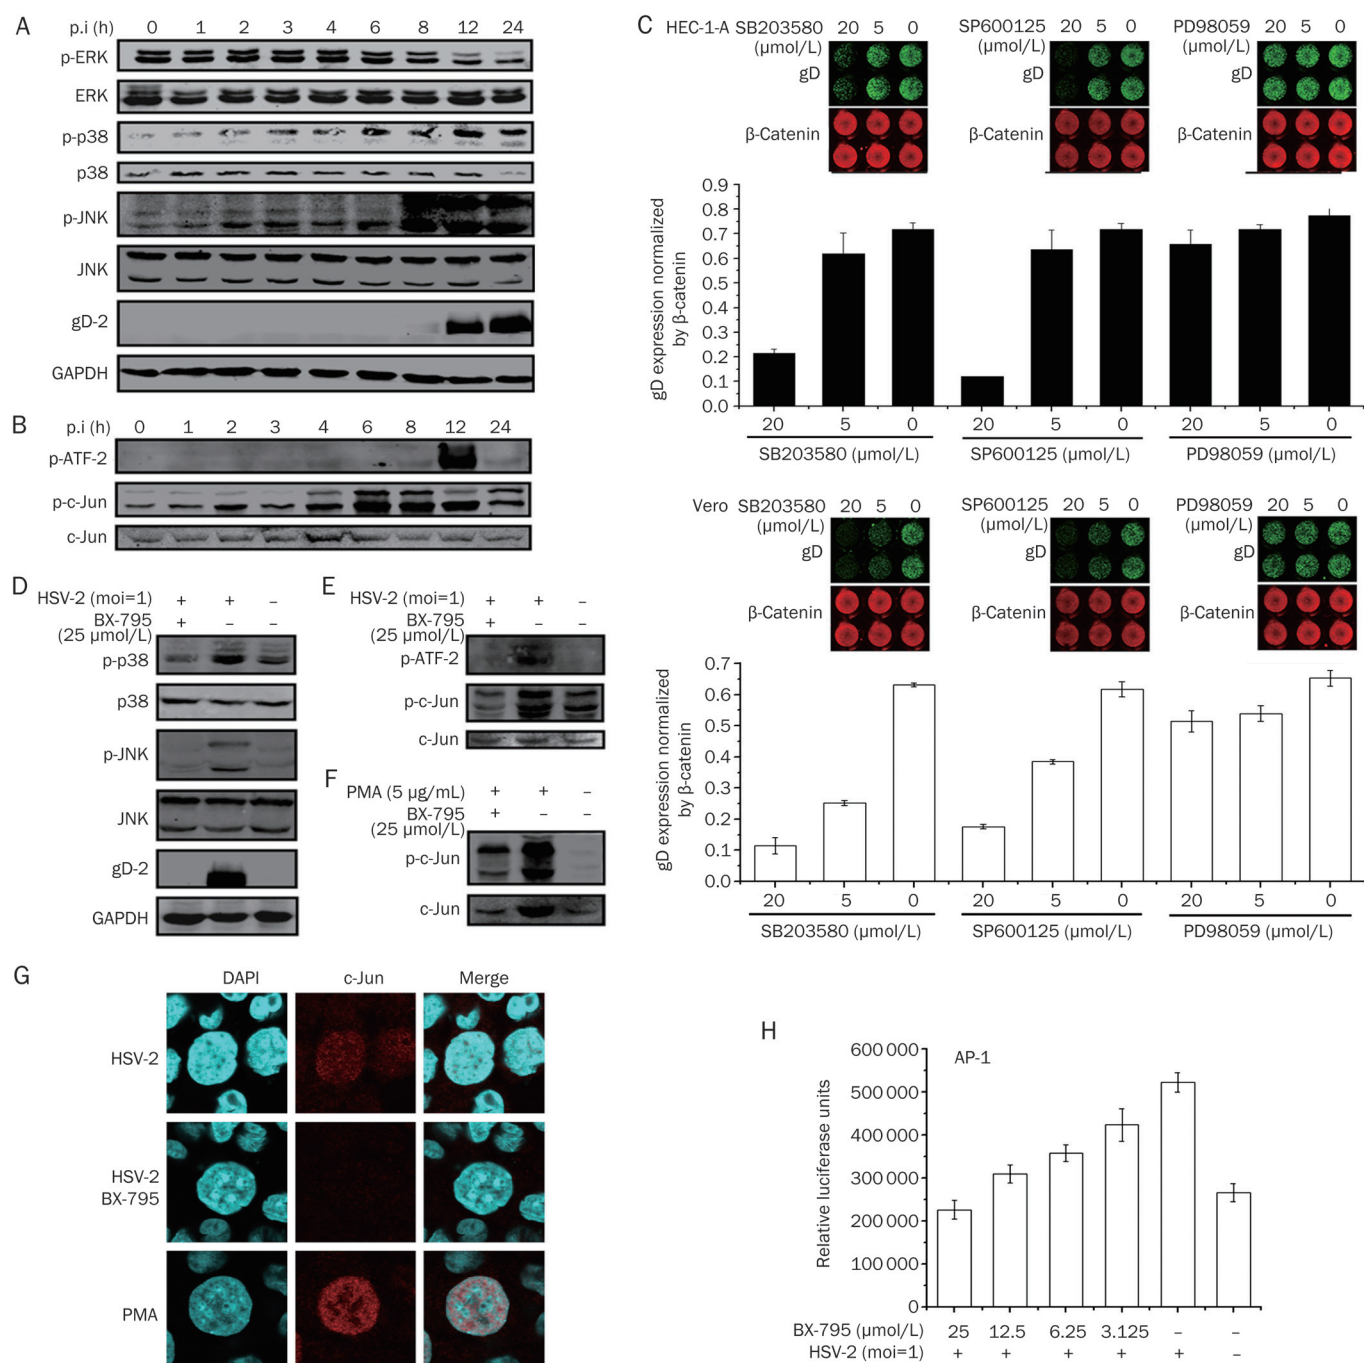 A
p.i (h) 0 1 2 3 4 6 8 12 24
p-ERK
ERK
p-p38
p38
p-JNK
JNK
gD-2
GAPDH
B
p.i (h) 0 1 2 3 4 6 8 12 24
p-ATF-2
p-c-Jun
c-Jun
C
HEC-1-A SB203580 20 5 0 SP600125 20 5 0 PD98059 20 5 0
(μmol/L) (μmol/L) (μmol/L)
gD gD gD
β-Catenin β-Catenin β-Catenin
gD expression normalized
by β-catenin
0.9
0.8
0.7
0.6
0.5
0.4
0.3
0.2
0.1
0.0
20 5 0 20 5 0 20 5 0
SB203580 (μmol/L) SP600125 (μmol/L) PD98059 (μmol/L)
Vero SB203580 20 5 0 SP600125 20 5 0 PD98059 20 5 0
(μmol/L) (μmol/L) (μmol/L)
gD gD gD
β-Catenin β-Catenin β-Catenin
gD expression normalized
by β-catenin
0.7
0.6
0.5
0.4
0.3
0.2
0.1
0.0
20 5 0 20 5 0 20 5 0
SB203580 (μmol/L) SP600125 (μmol/L) PD98059 (μmol/L)
D
HSV-2 (moi=1) + + –
BX-795 + – –
(25 μmol/L)
p-p38
p38
p-JNK
JNK
gD-2
GAPDH
E
HSV-2 (moi=1) + + –
BX-795 + – –
(25 μmol/L)
p-ATF-2
p-c-Jun
c-Jun
F
PMA (5 μg/mL) + + –
BX-795 + – –
(25 μmol/L)
p-c-Jun
c-Jun
G
DAPI c-Jun Merge
HSV-2
HSV-2
BX-795
PMA
H
AP-1
Relative luciferase units
600 000
500 000
400 000
300 000
200 000
100 000
0
BX-795 (μmol/L) 25 12.5 6.25 3.125 – –
HSV-2 (moi=1) + + + + + –